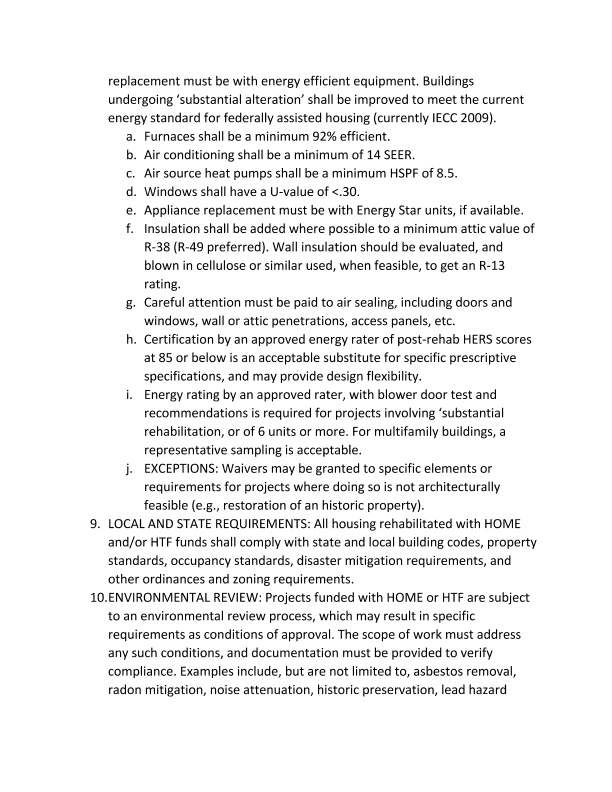 replacement must be with energy efficient equipment. Buildings
undergoing ‘substantial alteration’ shall be improved to meet the current
energy standard for federally assisted housing (currently IECC 2009).
a. Furnaces shall be a minimum 92% efficient.
b. Air conditioning shall be a minimum of 14 SEER.
c. Air source heat pumps shall be a minimum HSPF of 8.5.
d. Windows shall have a U-value of <.30.
e. Appliance replacement must be with Energy Star units, if available.
f. Insulation shall be added where possible to a minimum attic value of
R-38 (R-49 preferred). Wall insulation should be evaluated, and
blown in cellulose or similar used, when feasible, to get an R-13
rating.
g. Careful attention must be paid to air sealing, including doors and
windows, wall or attic penetrations, access panels, etc.
h. Certification by an approved energy rater of post-rehab HERS scores
at 85 or below is an acceptable substitute for specific prescriptive
specifications, and may provide design flexibility.
i. Energy rating by an approved rater, with blower door test and
recommendations is required for projects involving ‘substantial
rehabilitation, or of 6 units or more. For multifamily buildings, a
representative sampling is acceptable.
j. EXCEPTIONS: Waivers may be granted to specific elements or
requirements for projects where doing so is not architecturally
feasible (e.g., restoration of an historic property).
9. LOCAL AND STATE REQUIREMENTS: All housing rehabilitated with HOME
and/or HTF funds shall comply with state and local building codes, property
standards, occupancy standards, disaster mitigation requirements, and
other ordinances and zoning requirements.
10.ENVIRONMENTAL REVIEW: Projects funded with HOME or HTF are subject
to an environmental review process, which may result in specific
requirements as conditions of approval. The scope of work must address
any such conditions, and documentation must be provided to verify
compliance. Examples include, but are not limited to, asbestos removal,
radon mitigation, noise attenuation, historic preservation, lead hazard